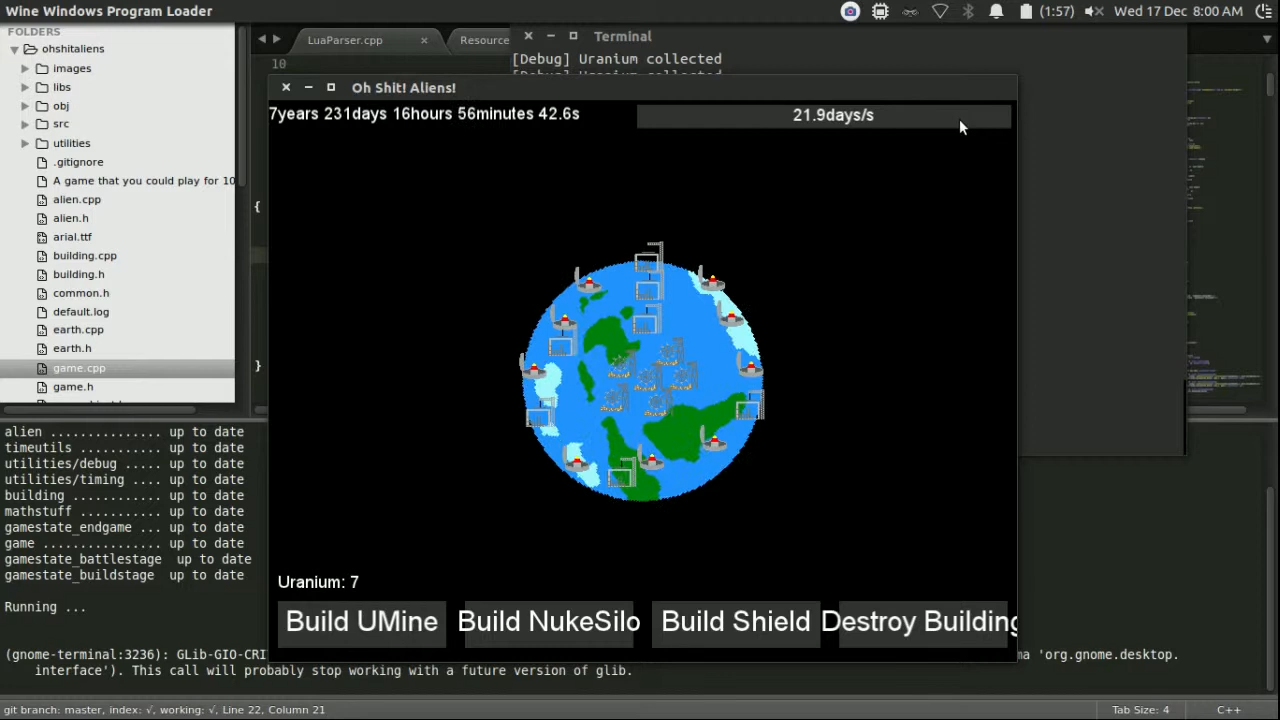 Wine Windows Program Loader
(1:57)
Wed 17 Dec 8:00 AM
FOLDERS
ohshitaliens
images
libs
obj
src
utilities
.gitignore
A game that you could play for 10
alien.cpp
alien.h
arial.ttf
building.cpp
building.h
common.h
default.log
earth.cpp
earth.h
game.cpp
game.h
LuaParser.cpp
Resource
10
{
}
Terminal
[Debug] Uranium collected
[Debug] Uranium collected
Oh Shit! Aliens!
7years 231days 16hours 56minutes 42.6s
21.9days/s
Uranium: 7
Build UMine
Build NukeSilo
Build Shield
Destroy Building
alien .............. up to date
timeutils .......... up to date
utilities/debug .... up to date
utilities/timing ... up to date
building ........... up to date
mathstuff .......... up to date
gamestate_endgame ... up to date
game ............... up to date
gamestate_battlestage  up to date
gamestate_buildstage  up to date
Running ...
(gnome-terminal:3236): GLib-GIO-CRI
ma 'org.gnome.desktop.
interface'). This call will probably stop working with a future version of glib.
git branch: master, index: √, working: √, Line 22, Column 21
Tab Size: 4
C++